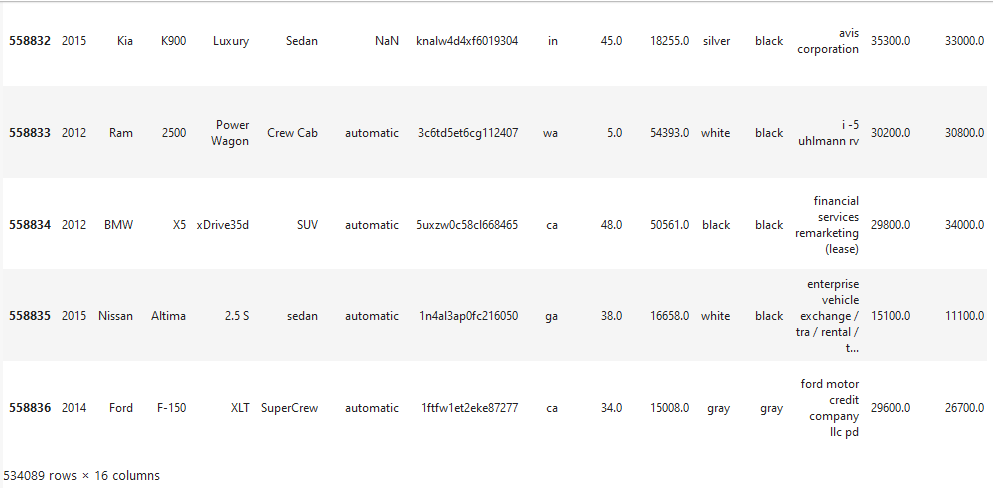 558832 2015 Kia K900 Luxury Sedan NaN knalw4d4xf6019304 in 45.0 18255.0 silver black avis corporation 35300.0 33000.0
558833 2012 Ram 2500 Power Wagon Crew Cab automatic 3c6td5et6cg112407 wa 5.0 54393.0 white black i -5 uhlmann rv 30200.0 30800.0
558834 2012 BMW X5 xDrive35d SUV automatic 5uxzw0c58cl668465 ca 48.0 50561.0 black black financial services remarketing (lease) 29800.0 34000.0
558835 2015 Nissan Altima 2.5 S sedan automatic 1n4al3ap0fc216050 ga 38.0 16658.0 white black enterprise vehicle exchange / tra / rental / t... 15100.0 11100.0
558836 2014 Ford F-150 XLT SuperCrew automatic 1ftfw1et2eke87277 ca 34.0 15008.0 gray gray ford motor credit company llc pd 29600.0 26700.0
534089 rows × 16 columns